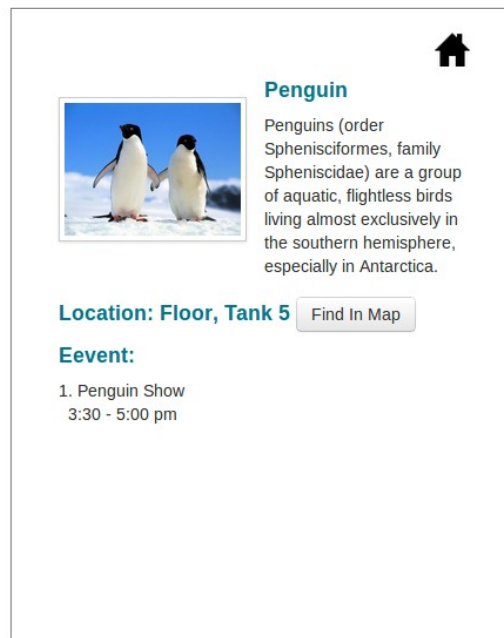 Penguin
Penguins (order
Sphenisciformes, family
Spheniscidae) are a group
of aquatic, flightless birds
living almost exclusively in
the southern hemisphere,
especially in Antarctica.
Location: Floor, Tank 5 Find In Map
Eevent:
1. Penguin Show
3:30 - 5:00 pm